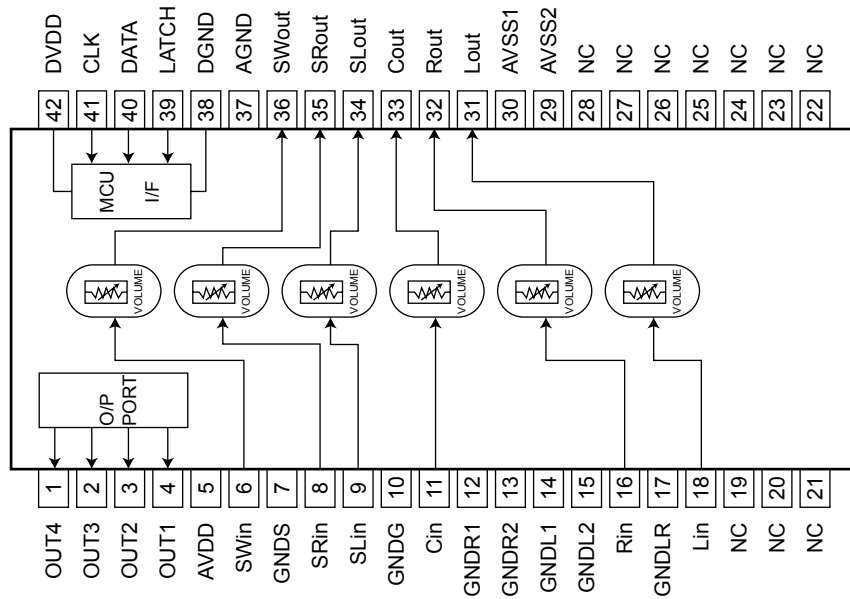 DVDD
CLK
DATA
LATCH
DGND
AGND
SWout
SRout
SLout
Cout
Rout
Lout
AVSS1
AVSS2
NC
NC
NC
NC
NC
NC
NC
42
41
40
39
38
37
36
35
34
33
32
31
30
29
28
27
26
25
24
23
22
MCU
I/F
VOLUME
VOLUME
VOLUME
VOLUME
VOLUME
VOLUME
O/P
PORT
1
2
3
4
5
6
7
8
9
10
11
12
13
14
15
16
17
18
19
20
21
OUT4
OUT3
OUT2
OUT1
AVDD
SWin
GNDS
SRin
SLin
GNDG
Cin
GNDR1
GNDR2
GNDL1
GNDL2
Rin
GNDLR
Lin
NC
NC
NC